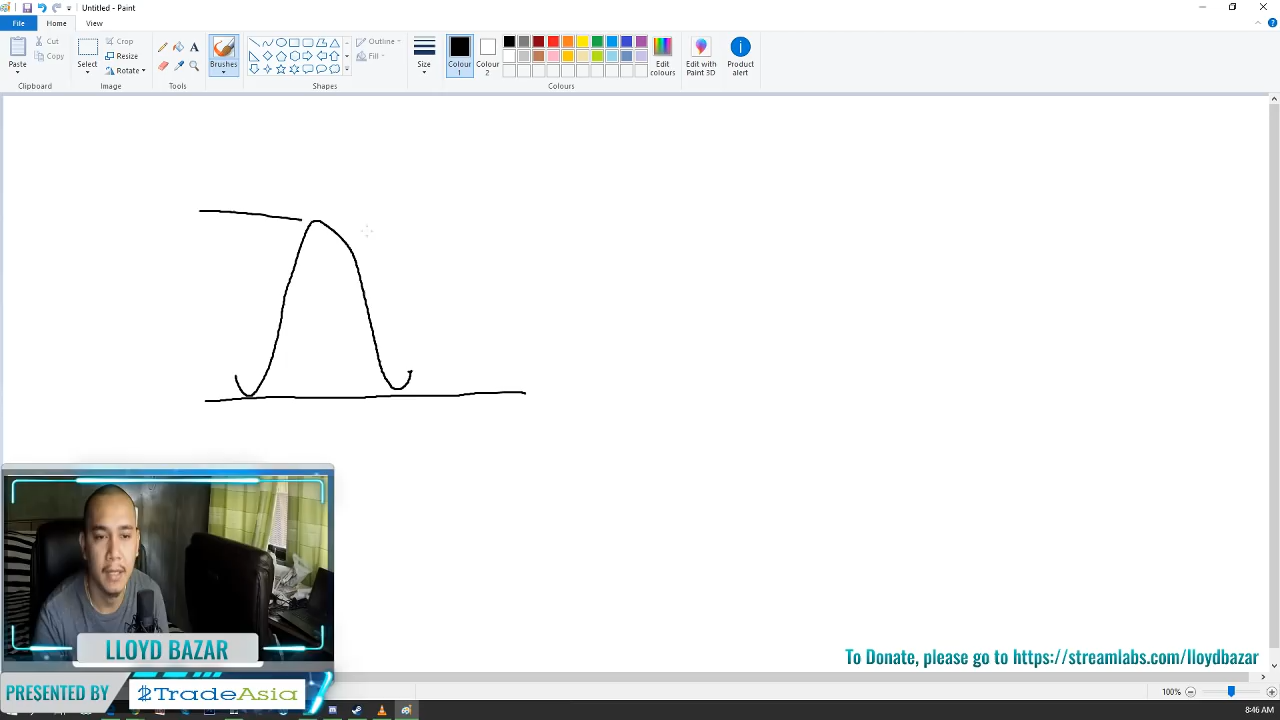 Untitled - Paint
File
Home
View
Paste
Cut
Copy
Clipboard
Select
Crop
Resize
Rotate
Image
A
Tools
Brushes
Outline
Fill
Shapes
Size
Colour 1
Colour 2
Edit colours
Colours
Edit with Paint 3D
Product alert
LLOYD BAZAR
PRESENTED BY
$TradeAsia
To Donate, please go to https://streamlabs.com/lloydbazar
100%
8:46 AM